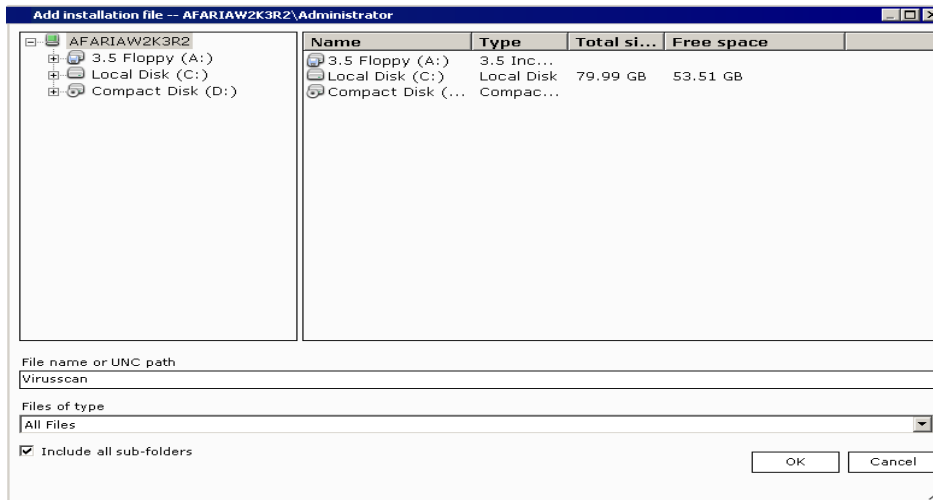 Add installation file -- AFARIAW2K3R2\Administrator
AFARIAW2K3R2
3.5 Floppy (A:)
Local Disk (C:)
Compact Disk (D:)
Name Type Total si... Free space
3.5 Floppy (A:) 3.5 Inc...
Local Disk (C:) Local Disk 79.99 GB 53.51 GB
Compact Disk (... Compac...
File name or UNC path
Virusscan
Files of type
All Files
Include all sub-folders
OK Cancel